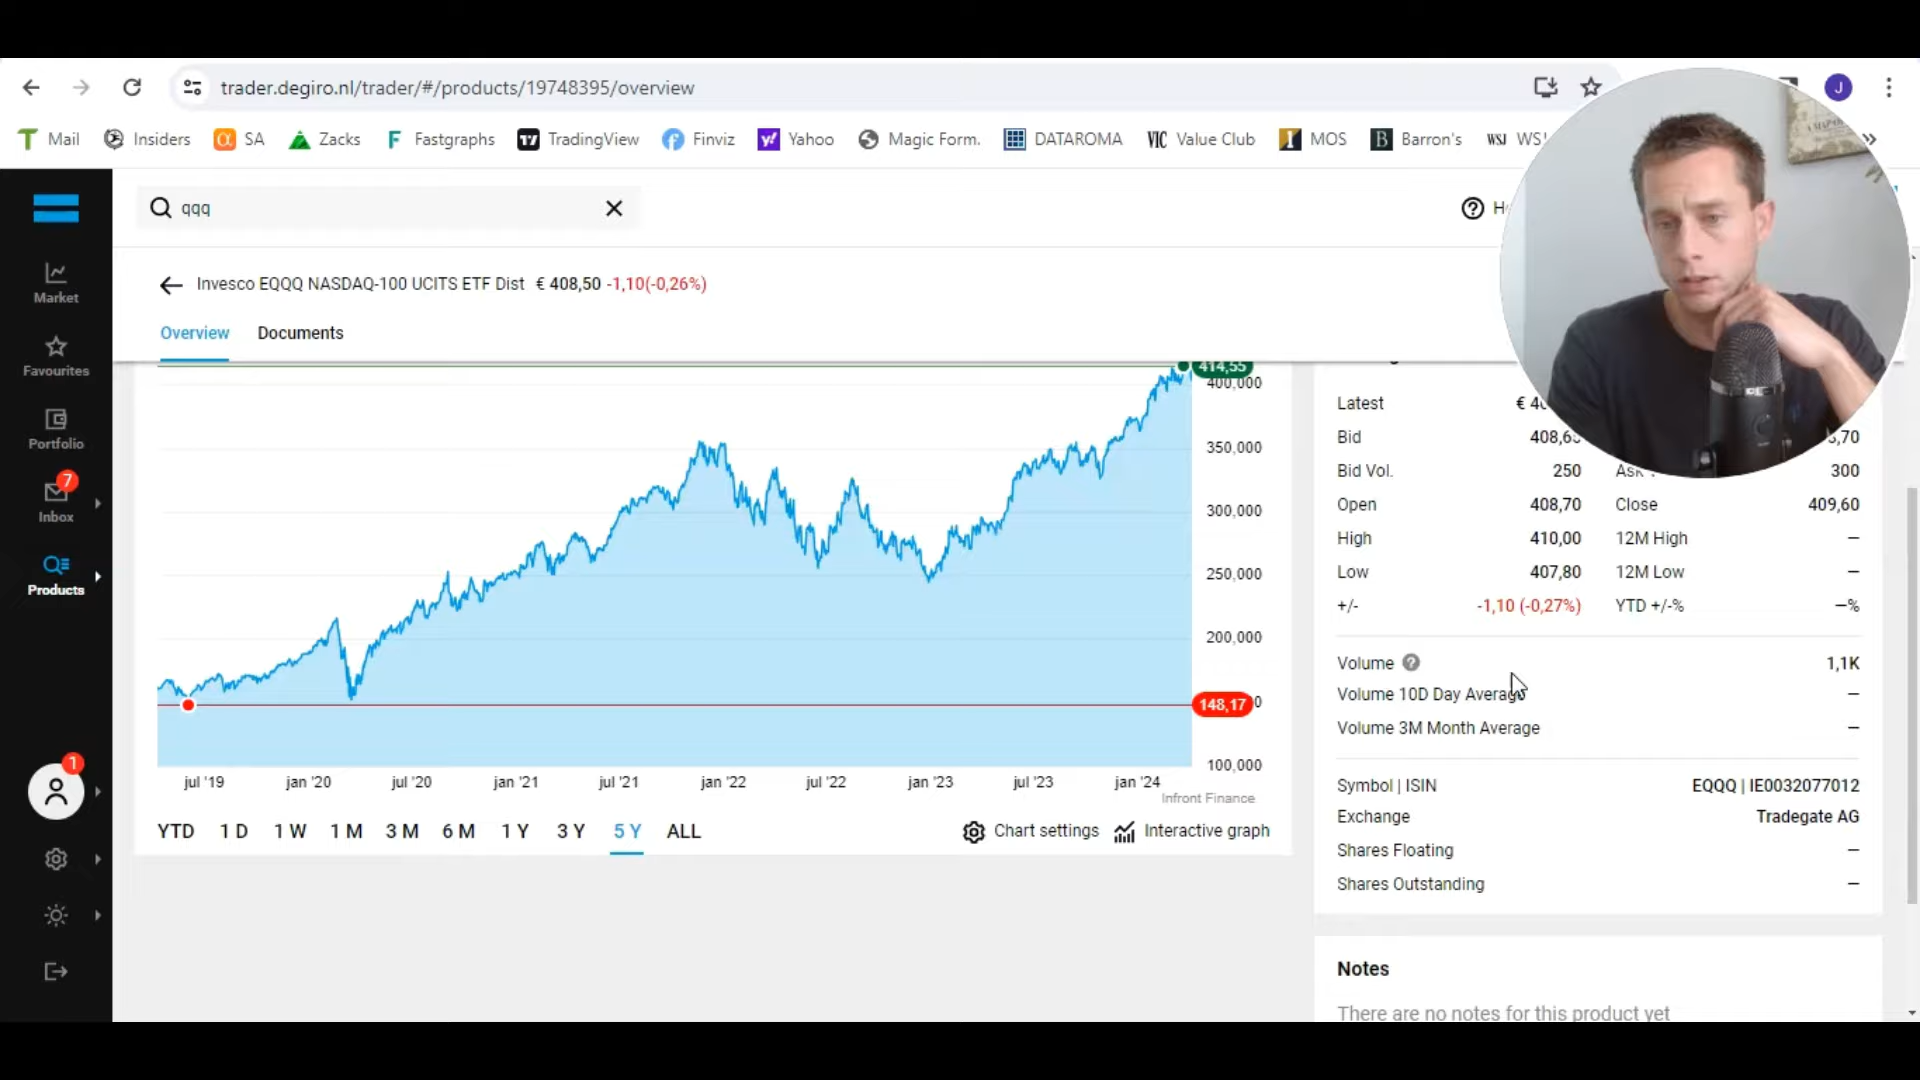 trader.degiro.nl/trader/#/products/19748395/overview
J
Mail Insiders SA Zacks Fastgraphs TradingView Finviz Yahoo Magic Form. DATAROMA VIC Value Club MOS B Barron's WSJ
qqq
Invesco EQQQ NASDAQ-100 UCITS ETF Dist € 408,50 -1,10(-0,26%)
Overview Documents
Market
Favourites
Portfolio
7
Inbox
Products
1
414,55
400,000
350,000
300,000
250,000
200,000
148,17
100,000
jul '19 jan '20 jul '20 jan '21 jul '21 jan '22 jul '22 jan '23 jul '23 jan '24
Infront Finance
YTD 1 D 1 W 1 M 3 M 6 M 1 Y 3 Y 5 Y ALL Chart settings Interactive graph
Latest €
Bid
Bid Vol. 250 300
Open 408,70 Close 409,60
High 410,00 12M High –
Low 407,80 12M Low –
+/- -1,10 (-0,27%) YTD +/-% –%
Volume ? 1,1K
Volume 10D Day Average –
Volume 3M Month Average –
Symbol | ISIN EQQQ | IE0032077012
Exchange Tradegate AG
Shares Floating –
Shares Outstanding –
Notes
There are no notes for this product yet